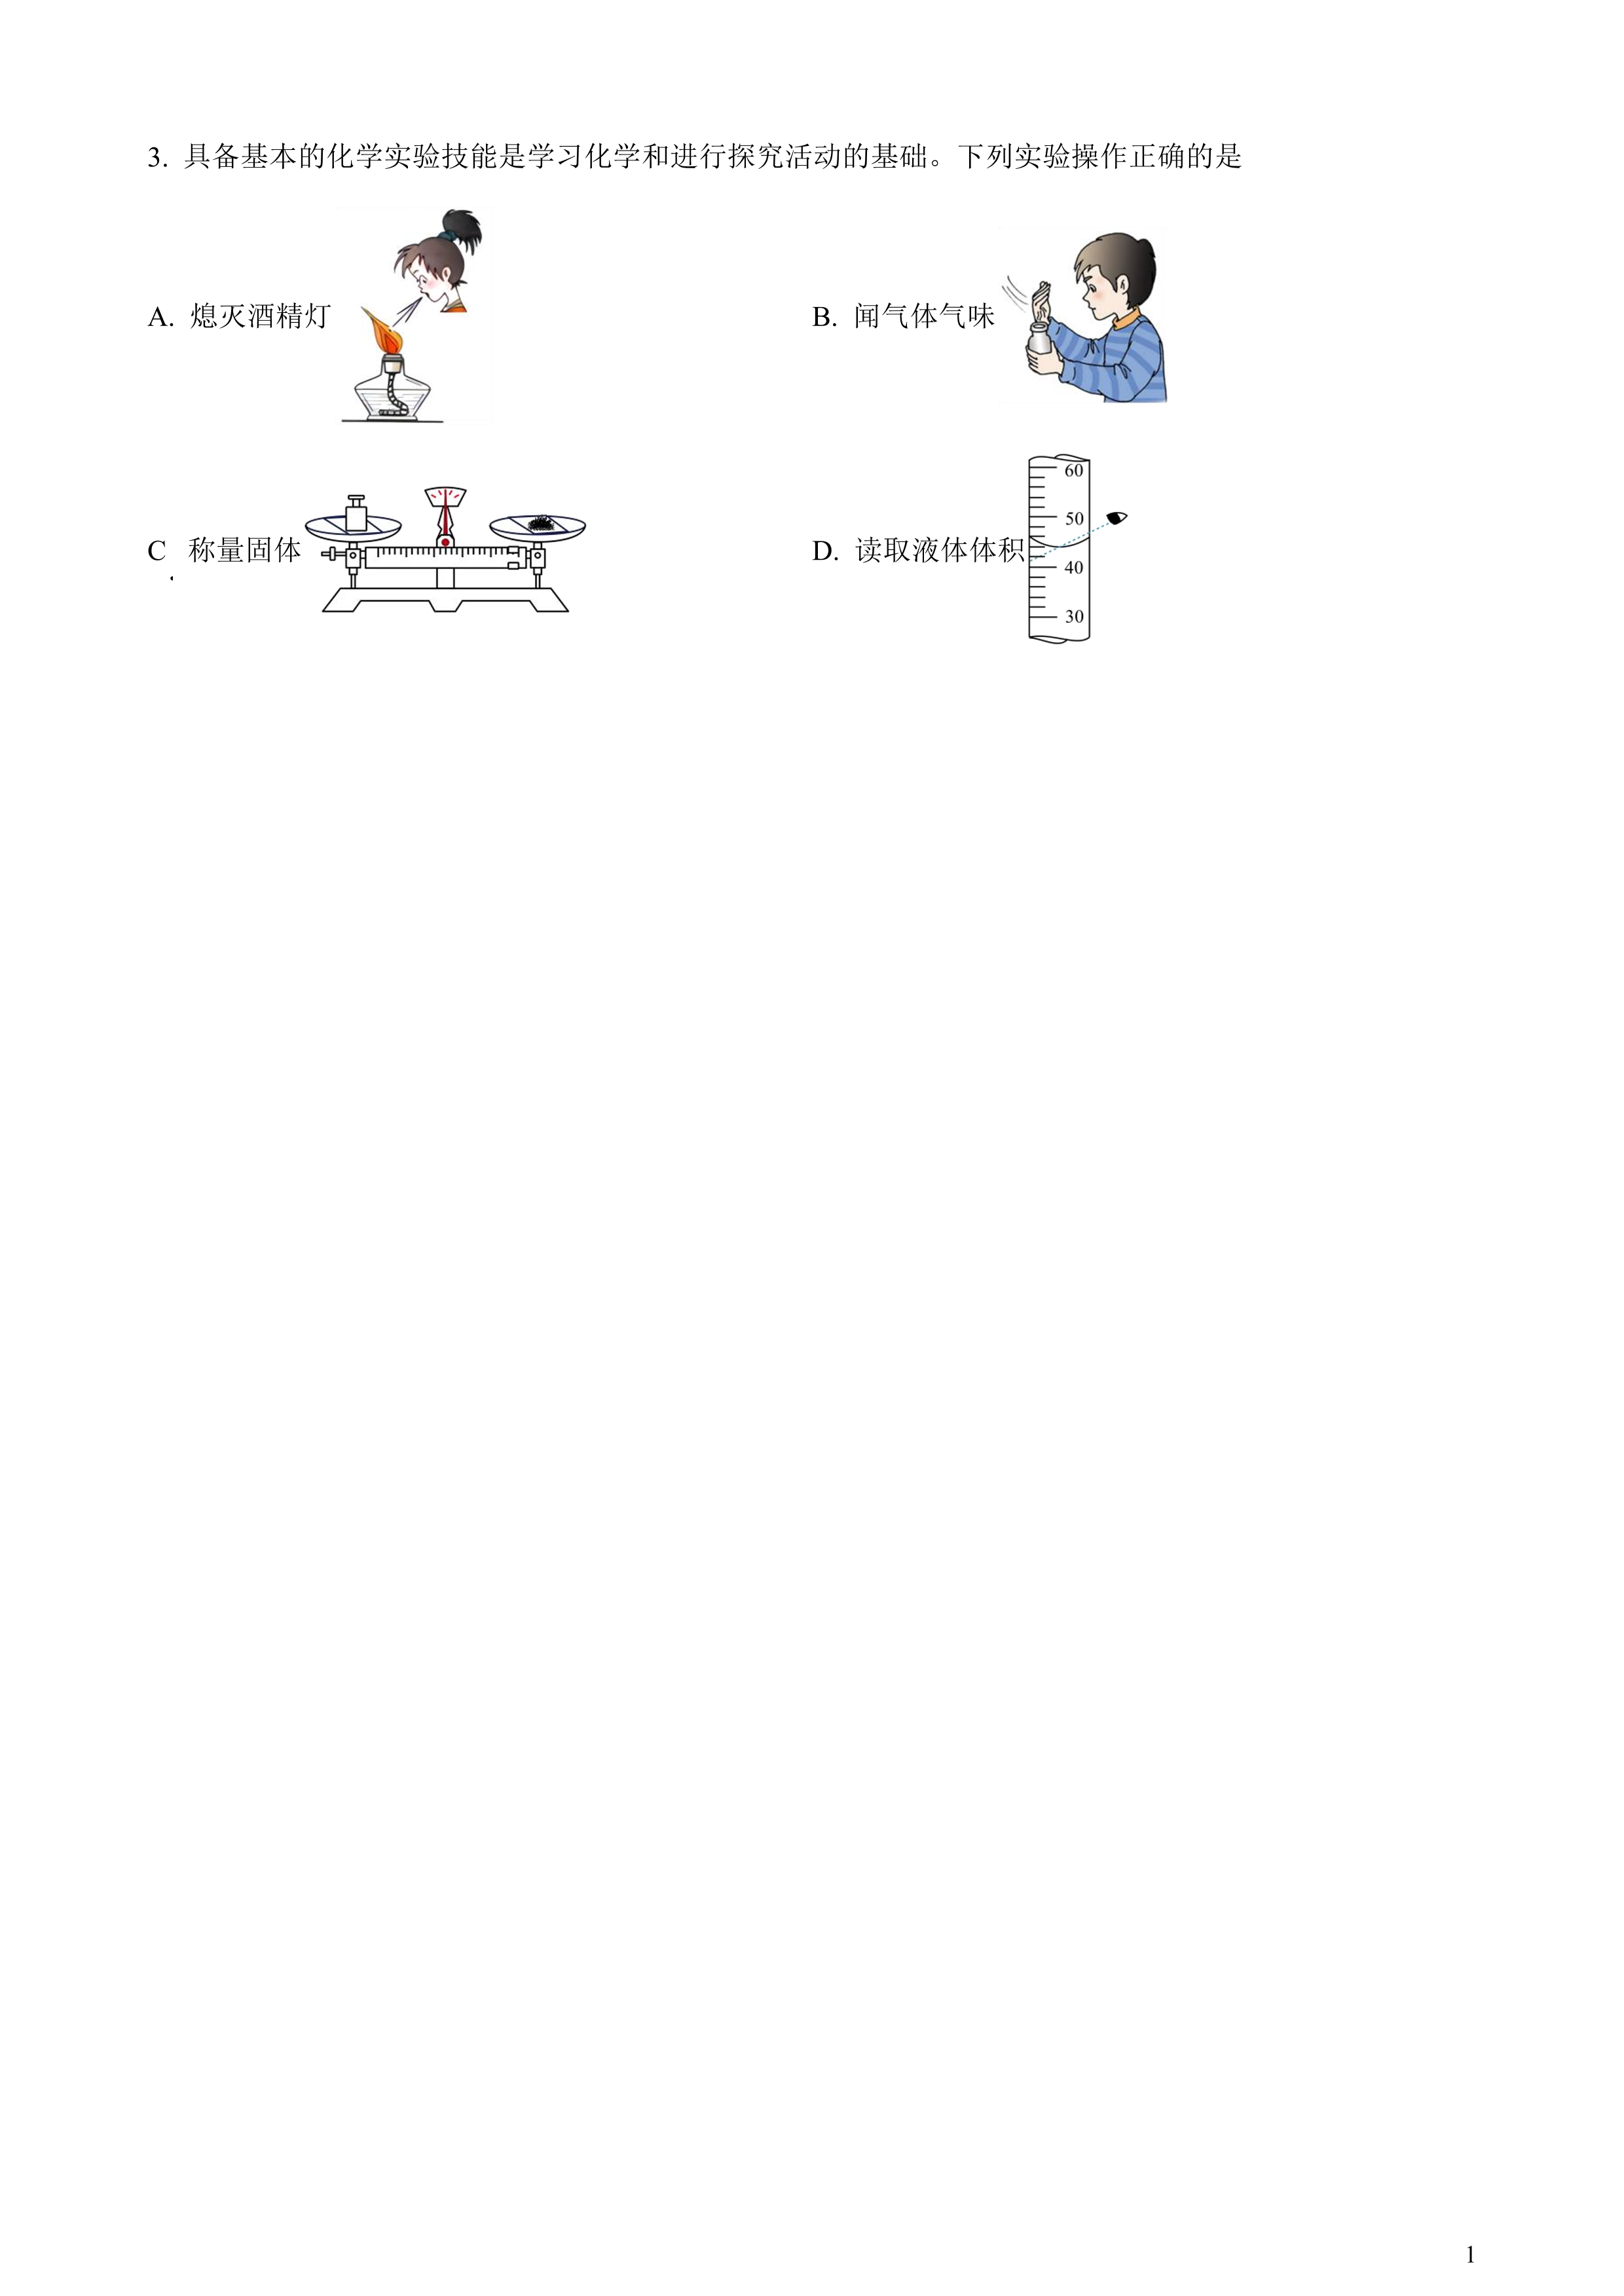 3. 具备基本的化学实验技能是学习化学和进行探究活动的基础。下列实验操作正确的是
A. 熄灭酒精灯
B. 闻气体气味
C. 称量固体
D. 读取液体体积
60
50
40
30
1